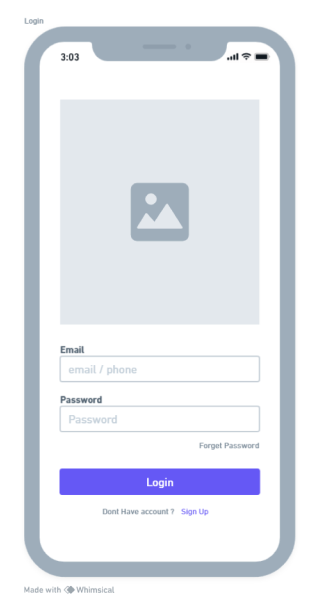 Login
3:03
Email
email / phone
Password
Password
Forget Password
Login
Dont Have account ? Sign Up
Made with Whimsical